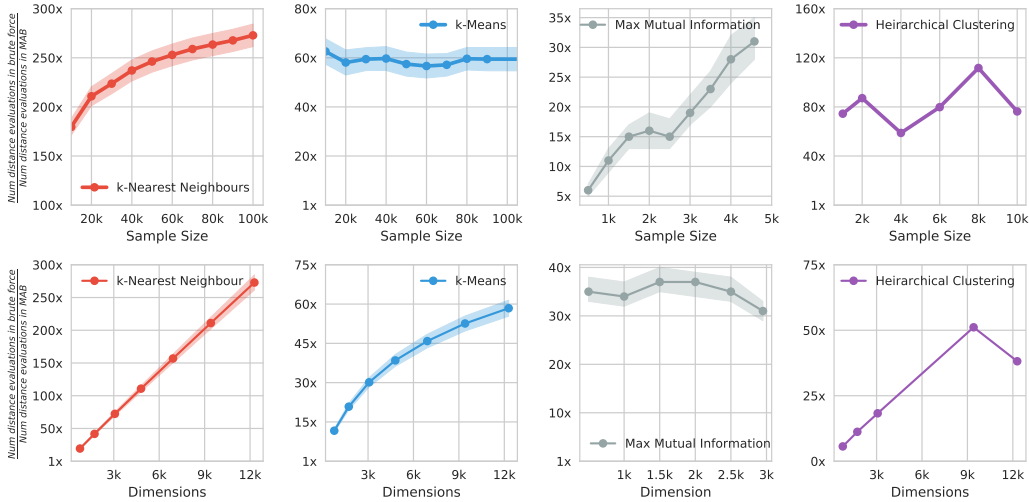 Num distance evaluations in brute force
Num distance evaluations in MAB
300x
250x
200x
150x
100x
k-Nearest Neighbours
20k 40k 60k 80k 100k
Sample Size
80x
60x
40x
20x
1x
k-Means
20k 40k 60k 80k 100k
Sample Size
35x
30x
25x
20x
15x
10x
5x
Max Mutual Information
1k 2k 3k 4k 5k
Sample Size
160x
120x
80x
40x
1x
Heirarchical Clustering
2k 4k 6k 8k 10k
Sample Size
Num distance evaluations in brute force
Num distance evaluations in MAB
300x
250x
200x
150x
100x
50x
1x
k-Nearest Neighbour
3k 6k 9k 12k
Dimensions
75x
60x
45x
30x
15x
1x
k-Means
3k 6k 9k 12k
Dimensions
40x
30x
20x
10x
1x
Max Mutual Information
1k 1.5k 2k 2.5k 3k
Dimension
75x
50x
25x
0x
Heirarchical Clustering
3k 6k 9k 12k
Dimensions